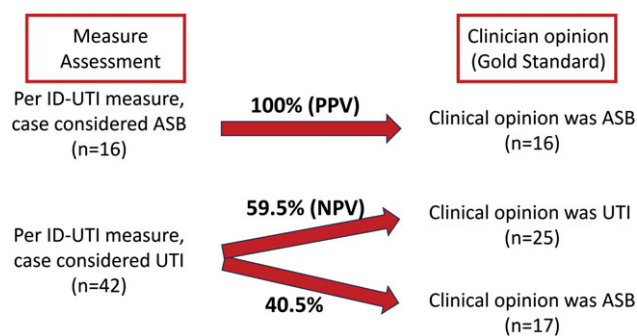 Measure
Assessment
Clinician opinion
(Gold Standard)
Per ID-UTI measure,
case considered ASB
(n=16)
100% (PPV)
Clinical opinion was ASB
(n=16)
Per ID-UTI measure,
case considered UTI
(n=42)
59.5% (NPV)
Clinical opinion was UTI
(n=25)
40.5%
Clinical opinion was ASB
(n=17)